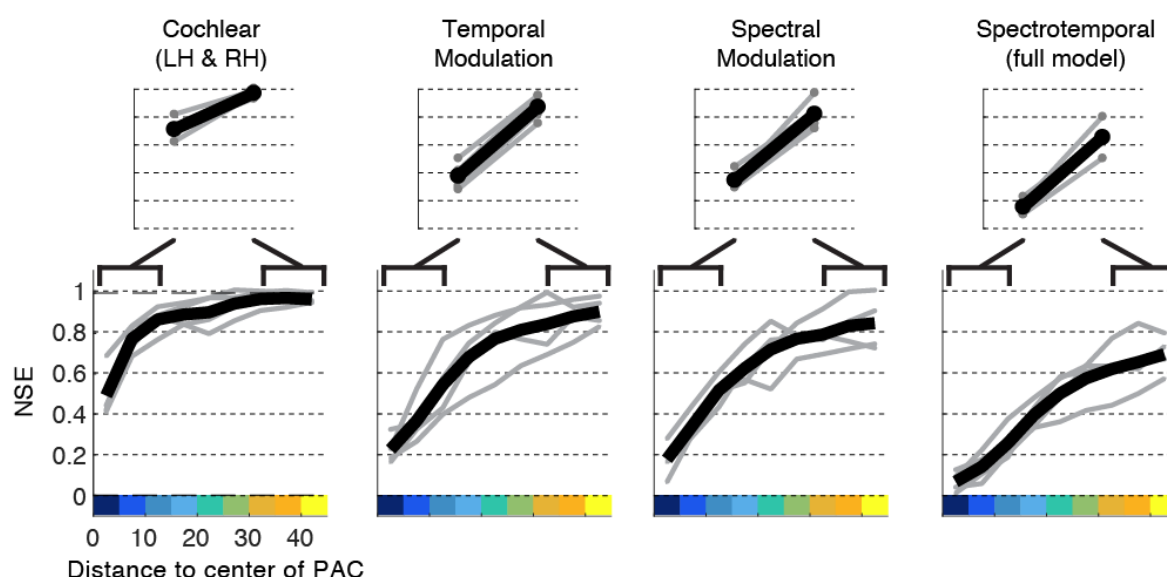 Cochlear
(LH & RH)
Temporal
Modulation
Spectral
Modulation
Spectrotemporal
(full model)
NSE
1
0.8
0.6
0.4
0.2
0
0 10 20 30 40
Distance to center of PAC